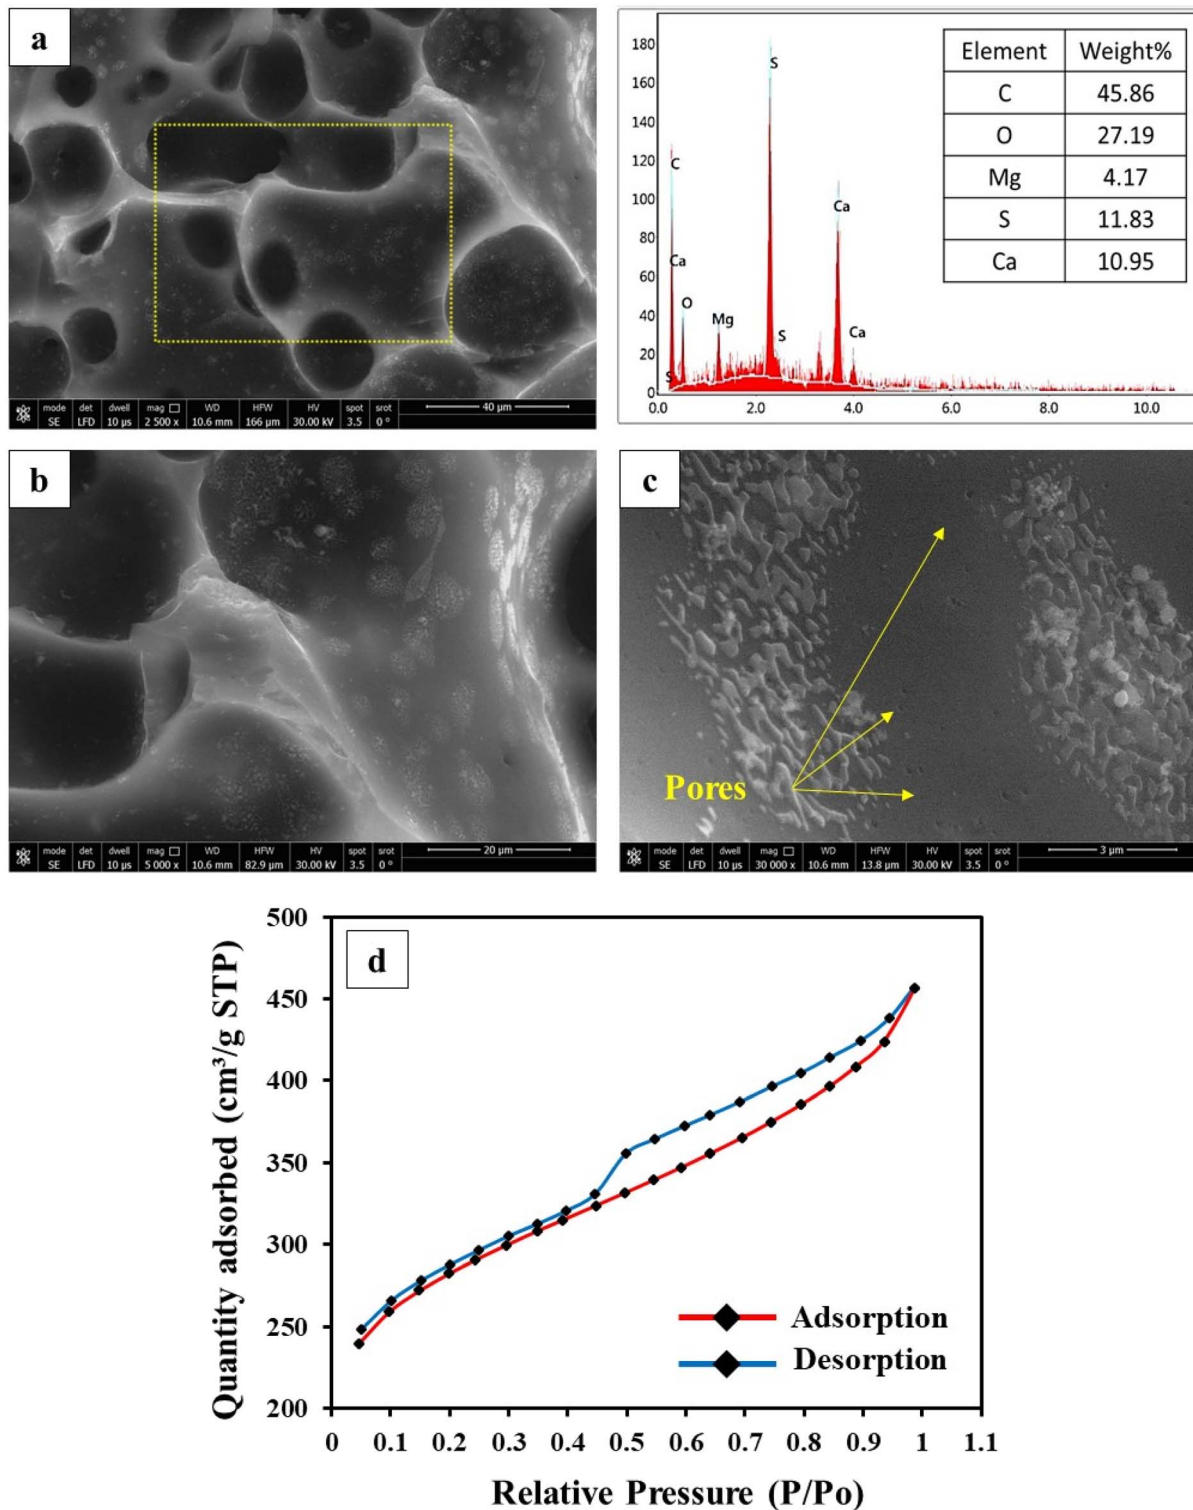 a
mode det dwell mag WD HFW HV spot srot
SE LFD 10 µs 2 500 x 10.6 mm 166 µm 30.00 kV 3.5 0 °
40 µm
180
160
140
120
100
80
60
40
20
0
0.0 2.0 4.0 6.0 8.0 10.0
C
Ca
S
O
Mg
S
S
Ca
Ca
Element Weight%
C 45.86
O 27.19
Mg 4.17
S 11.83
Ca 10.95
b
mode det dwell mag WD HFW HV spot srot
SE LFD 10 µs 5 000 x 10.6 mm 82.9 µm 30.00 kV 3.5 0 °
20 µm
c
Pores
mode det dwell mag WD HFW HV spot srot
SE LFD 10 µs 30 000 x 10.6 mm 13.8 µm 30.00 kV 3.5 0 °
3 µm
d
Quantity adsorbed (cm³/g STP)
500
450
400
350
300
250
200
Adsorption
Desorption
0 0.1 0.2 0.3 0.4 0.5 0.6 0.7 0.8 0.9 1 1.1
Relative Pressure (P/Po)